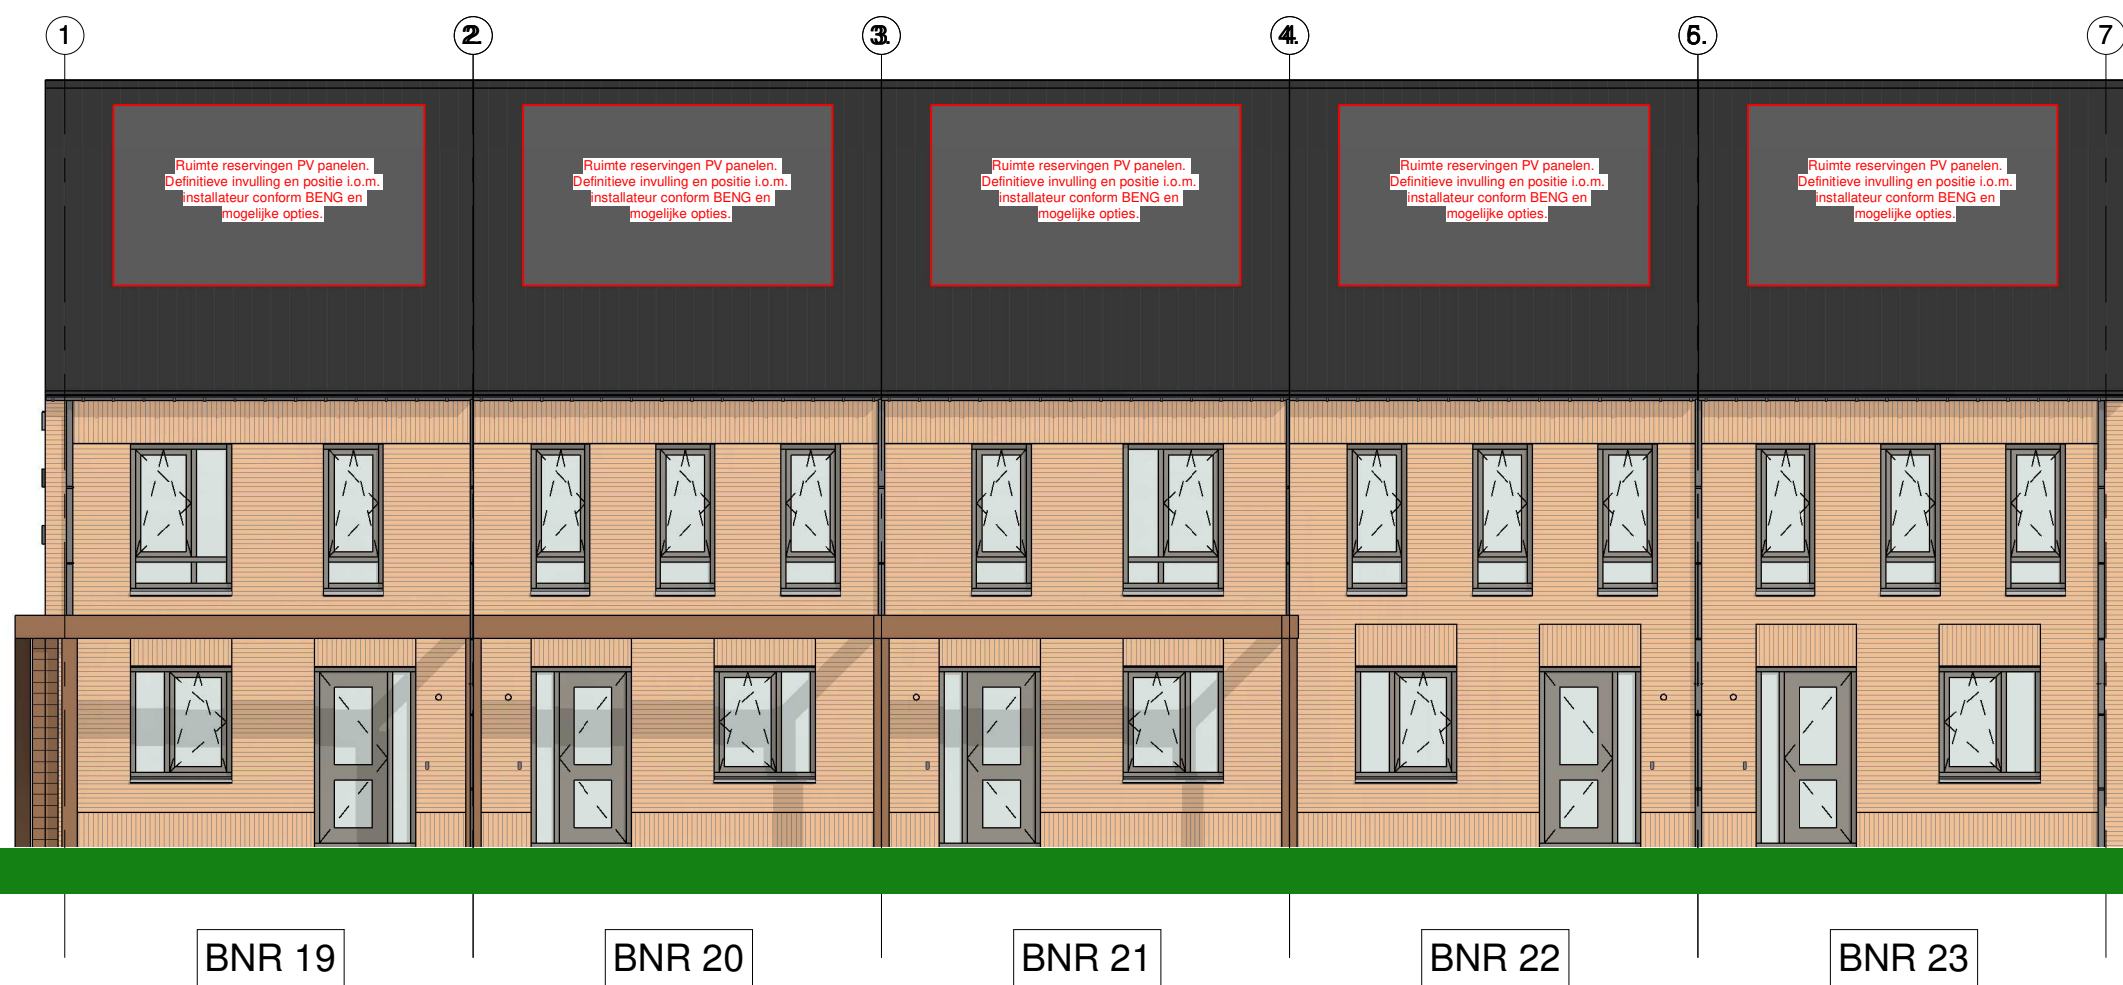 1
2.
3.
4.
7
Ruimte reservingen PV panelen.
Definitieve invulling en positie i.o.m.
installateur conform BENG en
mogelijke opties.
Ruimte reservingen PV panelen.
Definitieve invulling en positie i.o.m.
installateur conform BENG en
mogelijke opties.
Ruimte reservingen PV panelen.
Definitieve invulling en positie i.o.m.
installateur conform BENG en
mogelijke opties.
Ruimte reservingen PV panelen.
Definitieve invulling en positie i.o.m.
installateur conform BENG en
mogelijke opties.
Ruimte reservingen PV panelen.
Definitieve invulling en positie i.o.m.
installateur conform BENG en
mogelijke opties.
BNR 19
BNR 20
BNR 21
BNR 22
BNR 23